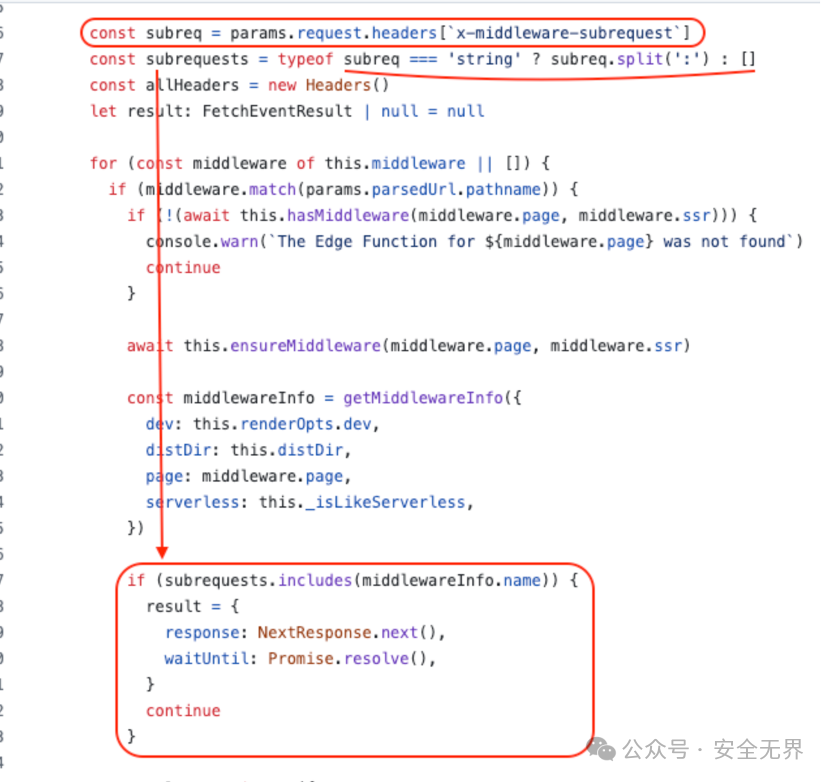 const subreq = params.request.headers[`x-middleware-subrequest`]
const subrequests = typeof subreq === 'string' ? subreq.split(':') : []
const allHeaders = new Headers()
let result: FetchEventResult | null = null
for (const middleware of this.middleware || []) {
if (middleware.match(params.parsedUrl.pathname)) {
if (!(await this.hasMiddleware(middleware.page, middleware.ssr))) {
console.warn(`The Edge Function for ${middleware.page} was not found`)
continue
}
await this.ensureMiddleware(middleware.page, middleware.ssr)
const middlewareInfo = getMiddlewareInfo({
dev: this.renderOpts.dev,
distDir: this.distDir,
page: middleware.page,
serverless: this._isLikeServerless,
})
if (subrequests.includes(middlewareInfo.name)) {
result = {
response: NextResponse.next(),
waitUntil: Promise.resolve(),
}
continue
}
公众号 · 安全无界